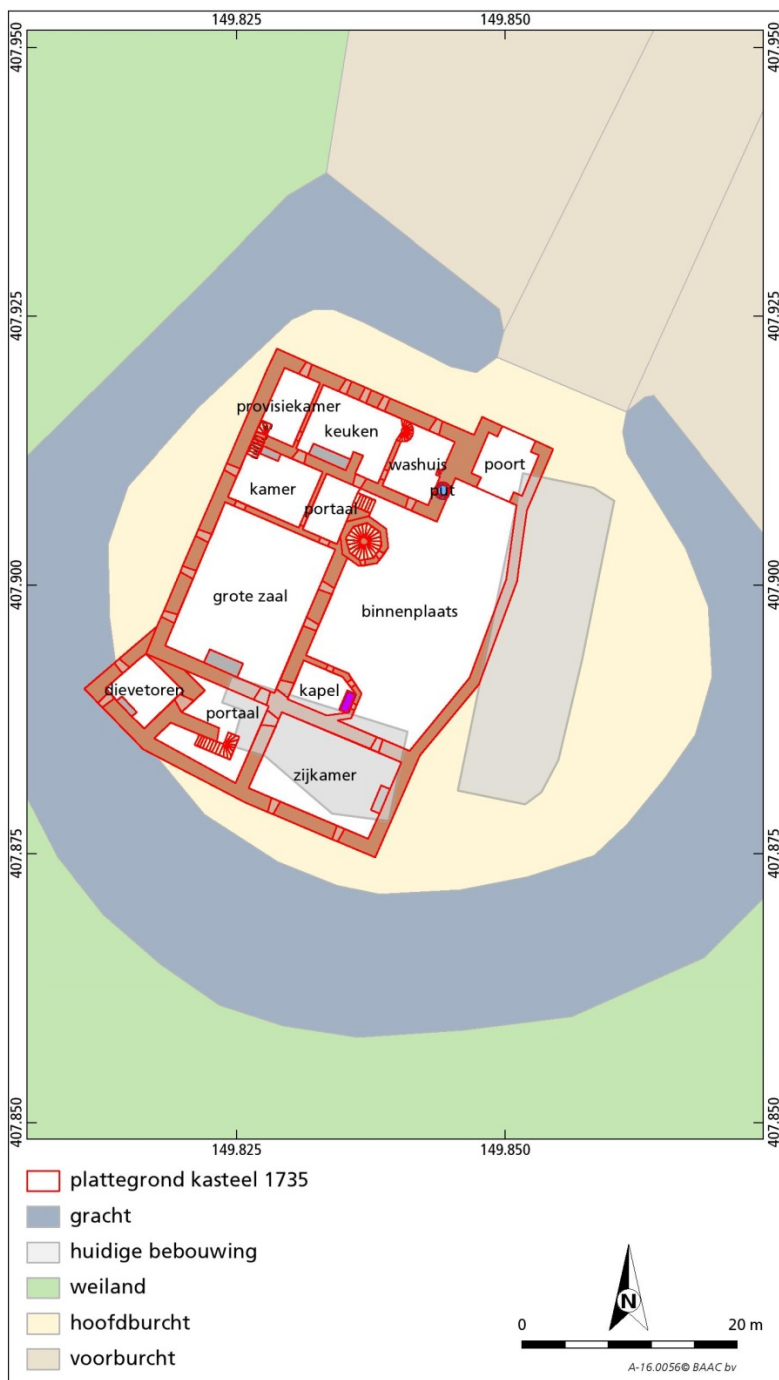 149.825
149.850
407.950
407.950
407.925
407.925
provisiekamer
keuken
washuis
poort
put
kamer
portaal
407.900
407.900
grote zaal
binnenplaats
dievetoren
kapel
portaal
zijkamer
407.875
407.875
407.850
407.850
149.825
149.850
plattegrond kasteel 1735
gracht
huidige bebouwing
weiland
hoofdburcht
voorburcht
N
0
20 m
A-16.0056© BAAC bv